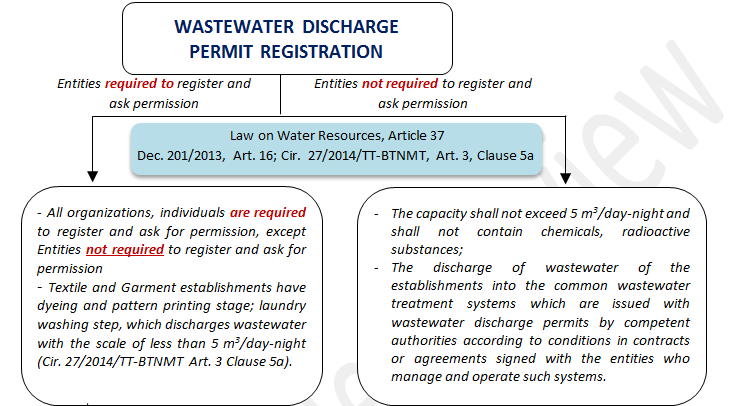 WASTEWATER DISCHARGE
PERMIT REGISTRATION
Entities required to register and
ask permission
Entities not required to register and
ask permission
Law on Water Resources, Article 37
Dec. 201/2013, Art. 16; Cir. 27/2014/TT-BTNMT, Art. 3, Clause 5a
- All organizations, individuals are required
to register and ask for permission, except
Entities not required to register and ask for
permission
- Textile and Garment establishments have
dyeing and pattern printing stage; laundry
washing step, which discharges wastewater
with the scale of less than 5 m³/day-night
(Cir. 27/2014/TT-BTNMT Art. 3 Clause 5a).
- The capacity shall not exceed 5 m³/day-night and
shall not contain chemicals, radioactive
substances;
- The discharge of wastewater of the
establishments into the common wastewater
treatment systems which are issued with
wastewater discharge permits by competent
authorities according to conditions in contracts
or agreements signed with the entities who
manage and operate such systems.